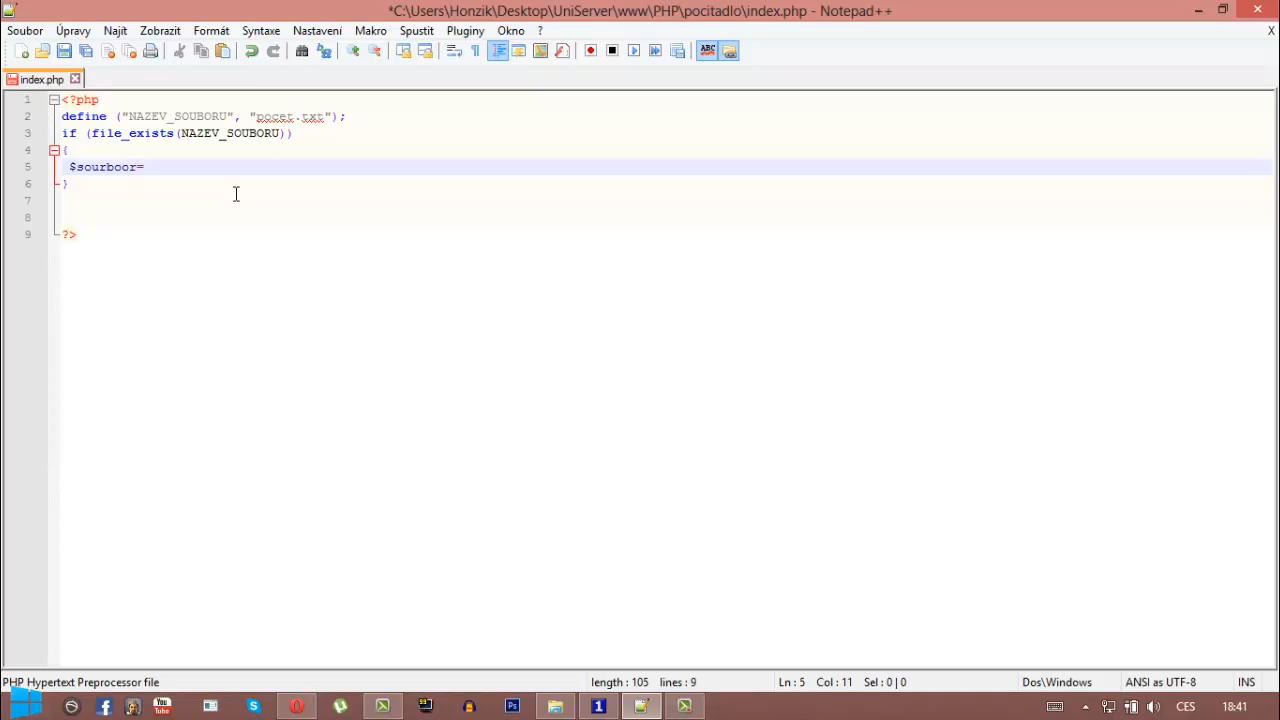 *C:\Users\Honzik\Desktop\UniServer\www\PHP\pocitadlo\index.php - Notepad++
Soubor Úpravy Najít Zobrazit Formát Syntaxe Nastavení Makro Spustit Pluginy Okno ? X
index.php
1 <?php
2 define ("NAZEV_SOUBORU", "pocet.txt");
3 if (file_exists(NAZEV_SOUBORU))
4 {
5 $sourboor=
6 }
7
8
9 ?>
PHP Hypertext Preprocessor file length : 105 lines : 9 Ln : 5 Col : 11 Sel : 0 | 0 Dos\Windows ANSI as UTF-8 INS
CES 18:41